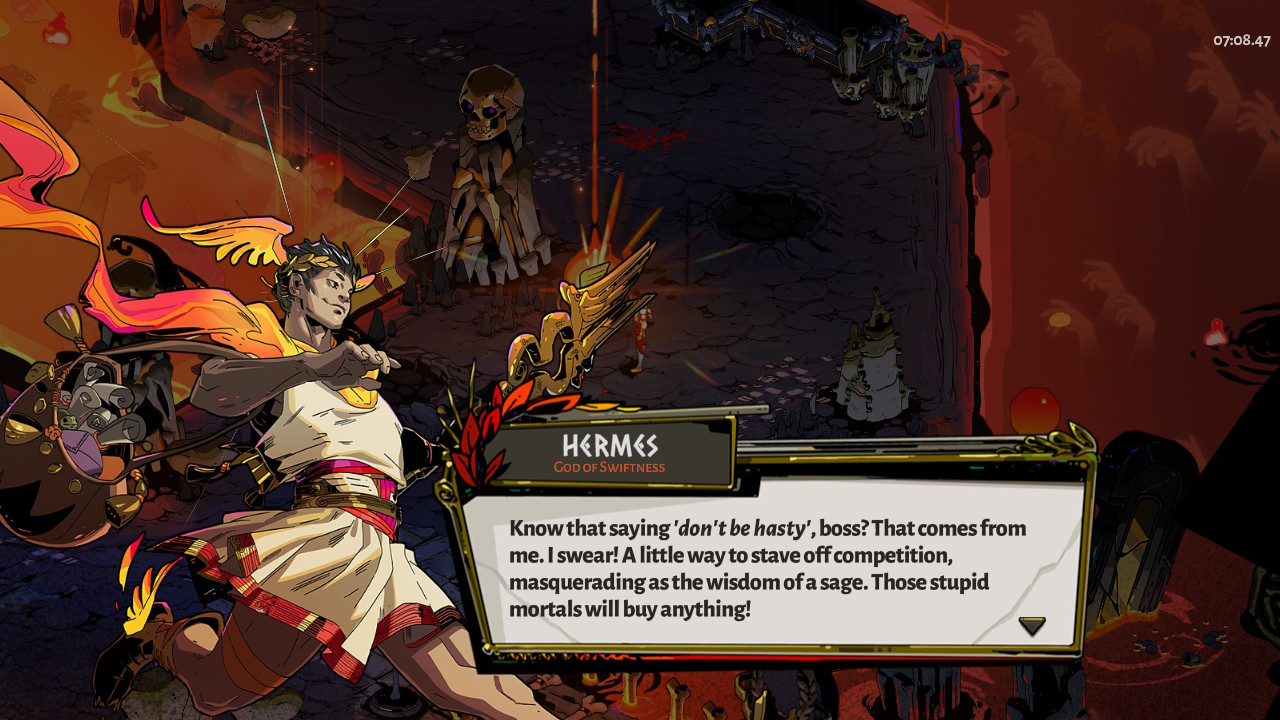 07:08.47
HERMES
GOD OF SWIFTNESS
Know that saying 'don't be hasty', boss? That comes from
me. I swear! A little way to stave off competition,
masquerading as the wisdom of a sage. Those stupid
mortals will buy anything!